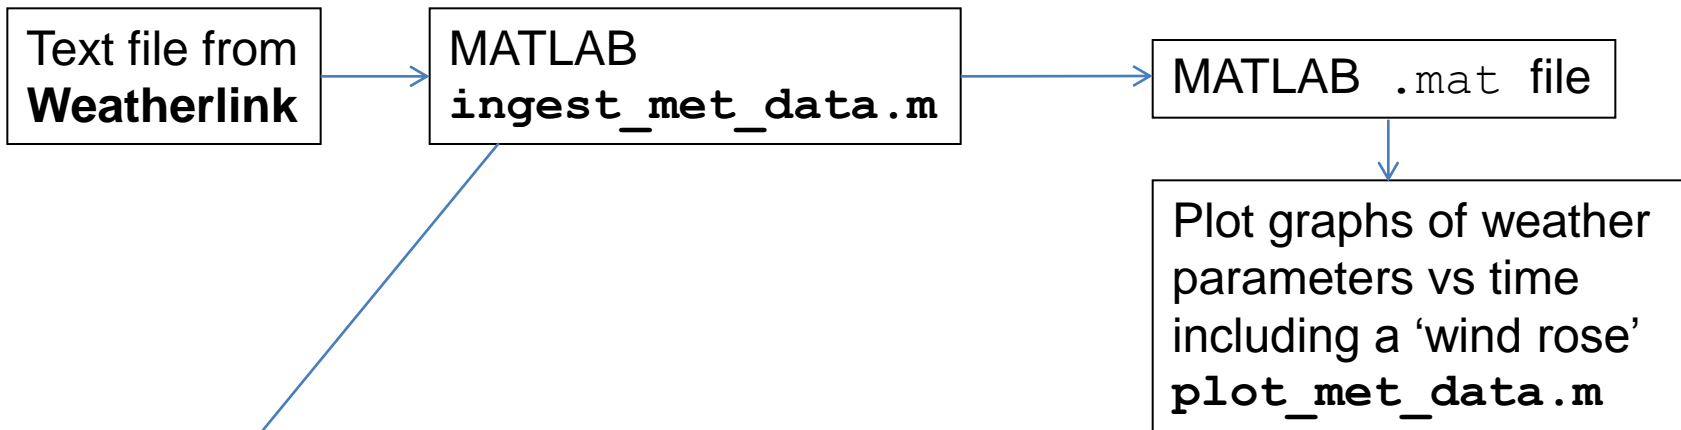 Text file from
Weatherlink
MATLAB
ingest_met_data.m
MATLAB .mat file
Plot graphs of weather
parameters vs time
including a ‘wind rose’
plot_met_data.m